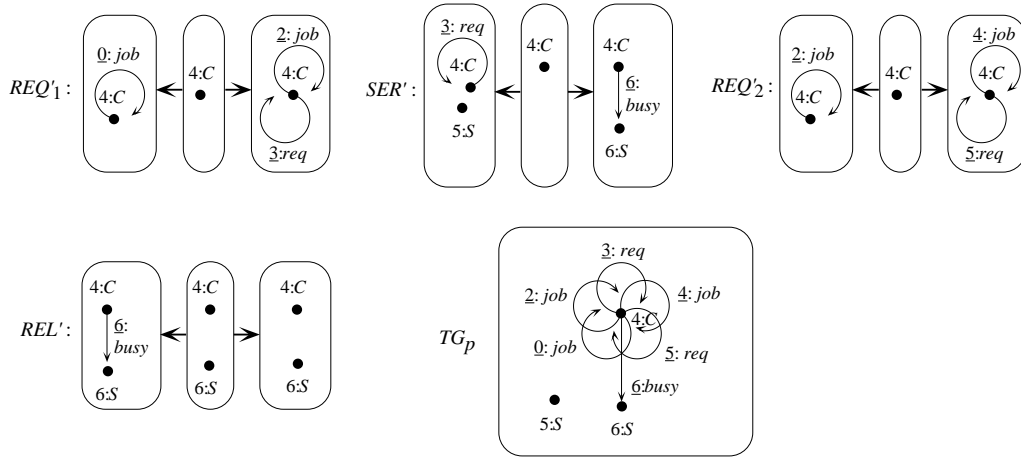 REQ'1 :
0: job
4:C
4:C
2: job
4:C
3:req
SER' :
3: req
4:C
5:S
4:C
4:C
6:
busy
6:S
REQ'2 :
2: job
4:C
4:C
4: job
4:C
5:req
REL' :
4:C
6:
busy
6:S
4:C
6:S
4:C
6:S
TGp
3: req
2: job
4: job
4:C
0: job
5: req
6:busy
5:S
6:S